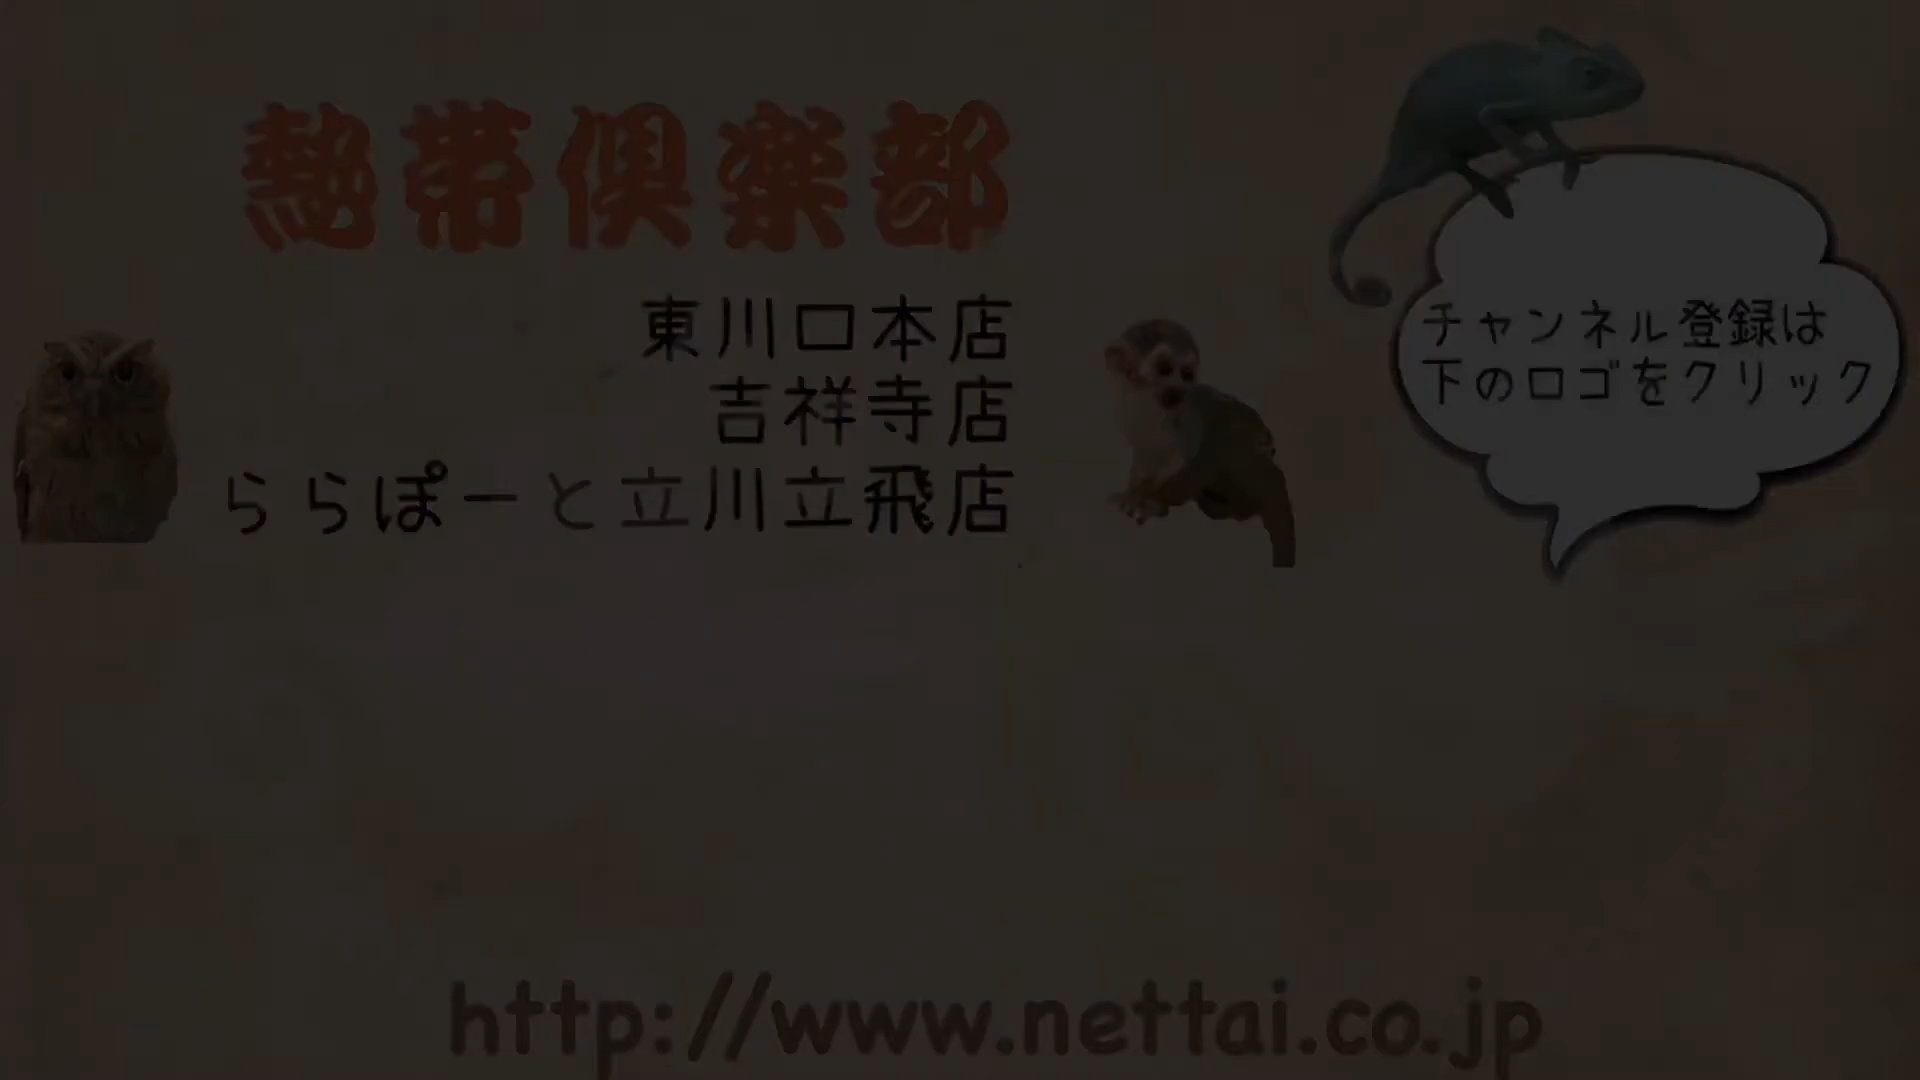 熱帯倶楽部
東川口本店
吉祥寺店
ららぽーと立川立飛店
チャンネル登録は
下のロゴをクリック
http://www.nettai.co.jp